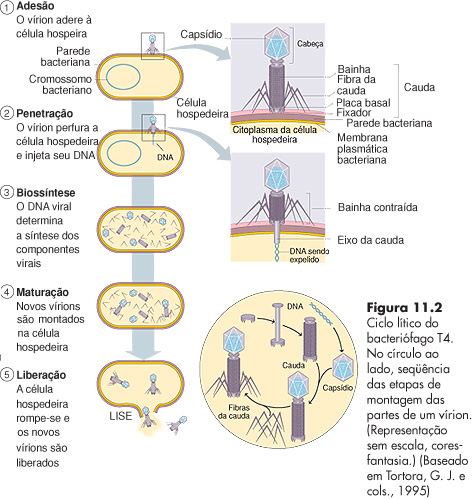 1 Adesão
O vírion adere à
célula hospeira
Parede
bacteriana
Cromossomo
bacteriano
2 Penetração
O vírion perfura a
célula hospedeira
e injeta seu DNA
DNA
Célula
hospedeira
3 Biossíntese
O DNA viral
determina
a síntese dos
componentes
virais
4 Maturação
Novos vírions
são montados
na célula
hospedeira
5 Liberação
A célula
hospedeira
rompe-se e
os novos
vírions são
liberados
LISE
Capsídio
Cabeça
Bainha
Fibra da
cauda
Placa basal
Fixador
Cauda
Parede bacteriana
Citoplasma da célula
hospedeira
Membrana
plasmática
bacteriana
Bainha contraída
Eixo da cauda
DNA sendo
expelido
DNA
Cauda
Capsídio
Fibras
da cauda
Figura 11.2
Ciclo lítico do
bacteriófago T4.
No círculo ao
lado, seqüência
das etapas de
montagem das
partes de um vírion.
(Representação
sem escala, cores-
fantasia.) (Baseado
em Tortora, G. J. e
cols., 1995)